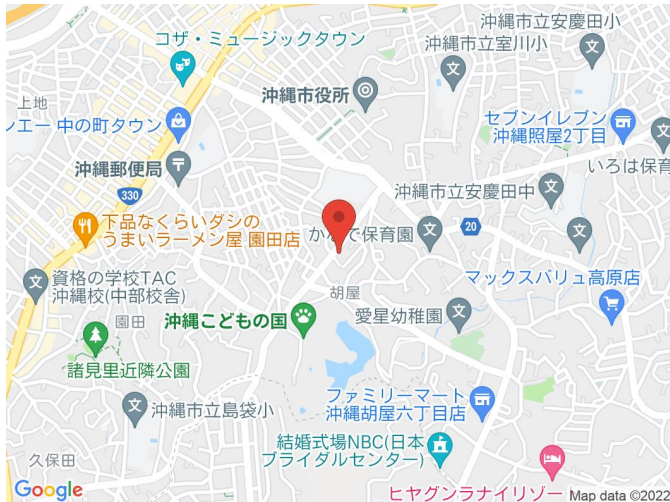 沖縄市立安慶田小
コザ・ミュージックタウン
沖縄市立室川小
上地
沖縄市役所
ンエー 中の町タウン
セブンイレブン
沖縄照屋2丁目
沖縄郵便局
いろは保育
330
沖縄市立安慶田中
下品なくらいダシの
うまいラーメン屋 園田店
かなで保育園
20
資格の学校TAC
沖縄校(中部校舎)
マックスバリュ高原店
胡屋
園田
沖縄こどもの国
愛星幼稚園
諸見里近隣公園
ファミリーマート
沖縄胡屋六丁目店
沖縄市立島袋小
結婚式場NBC(日本
ブライダルセンター)
久保田
Google
ヒヤグンラナイリゾー
Map data ©2022